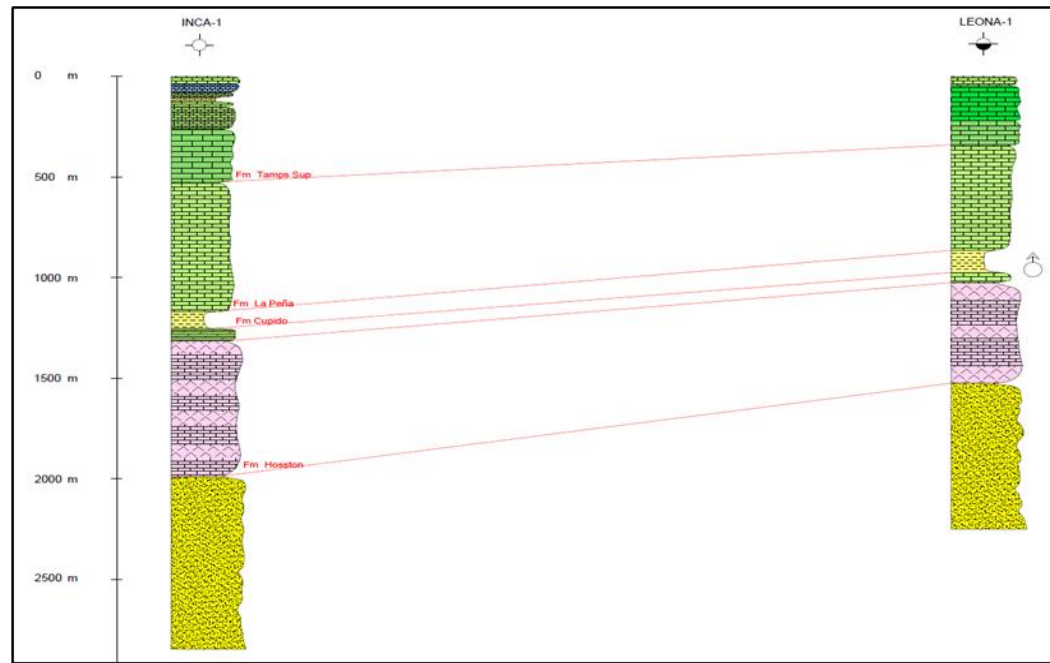 INCA-1
LEONA-1
0 m
500 m
Fm Tamps Sup
1000 m
Fm La Peña
Fm Cupido
1500 m
Fm Hosston
2000 m
2500 m